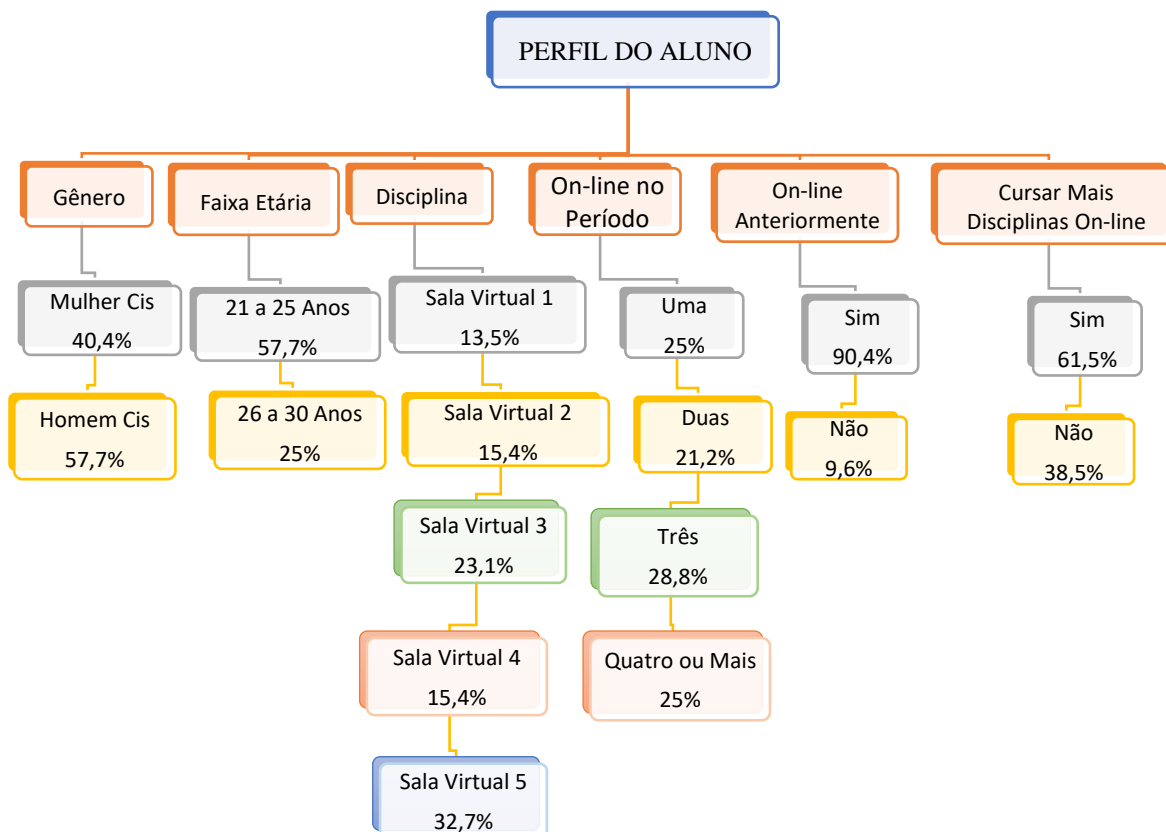 PERFIL DO ALUNO
Gênero
Faixa Etária
Disciplina
On-line no
Período
On-line
Anteriormente
Cursar Mais
Disciplinas On-line
Mulher Cis
40,4%
21 a 25 Anos
57,7%
Sala Virtual 1
13,5%
Uma
25%
Sim
90,4%
Sim
61,5%
Homem Cis
57,7%
26 a 30 Anos
25%
Sala Virtual 2
15,4%
Duas
21,2%
Não
9,6%
Não
38,5%
Sala Virtual 3
23,1%
Três
28,8%
Sala Virtual 4
15,4%
Quatro ou Mais
25%
Sala Virtual 5
32,7%